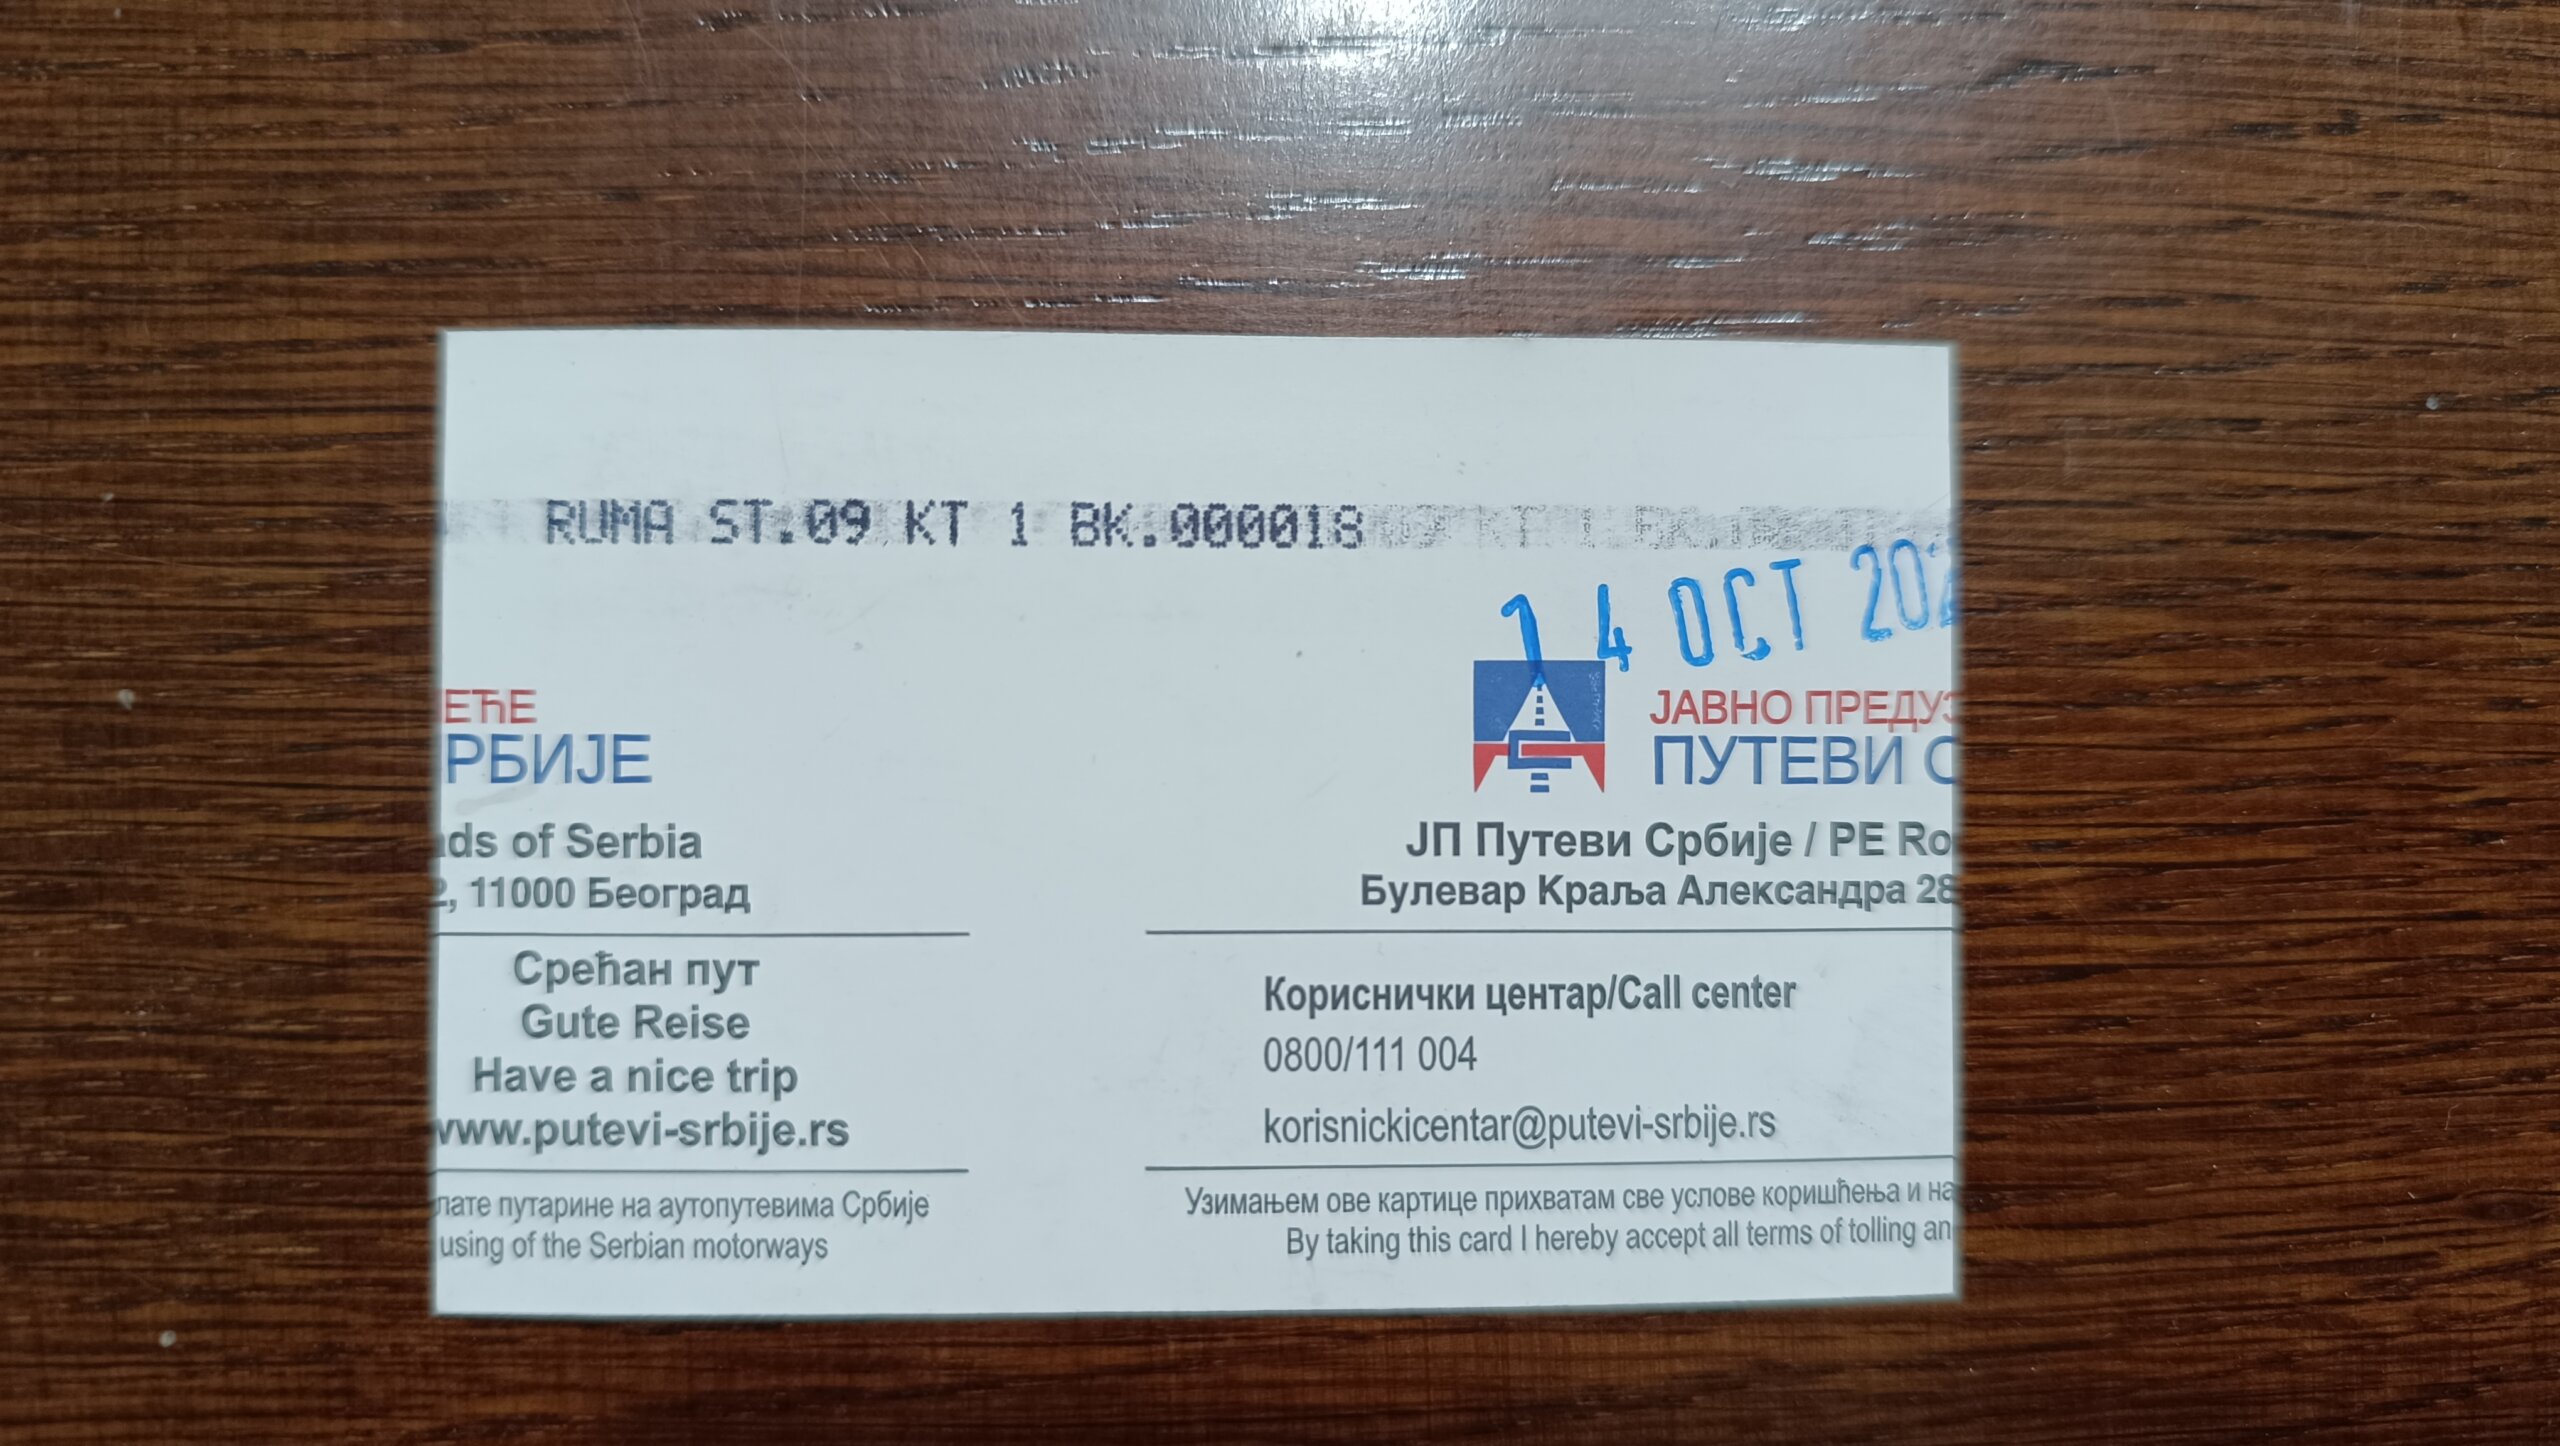 RUMA ST.09 KT 1 BK.000018
14 OCT 202
ЕЋЕ
РБИЈЕ
ds of Serbia
2, 11000 Београд
Срећан пут
Gute Reise
Have a nice trip
www.putevi-srbije.rs
лате путарине на аутопутевима Србије
using of the Serbian motorways
ЈАВНО ПРЕДУЗ
ПУТЕВИ С
ЈП Путеви Србије / PE Ro
Булевар Краља Александра 28
Кориснички центар/Call center
0800/111 004
korisnickicentar@putevi-srbije.rs
Узимањем ове картице прихватам све услове коришћења и на
By taking this card I hereby accept all terms of tolling an